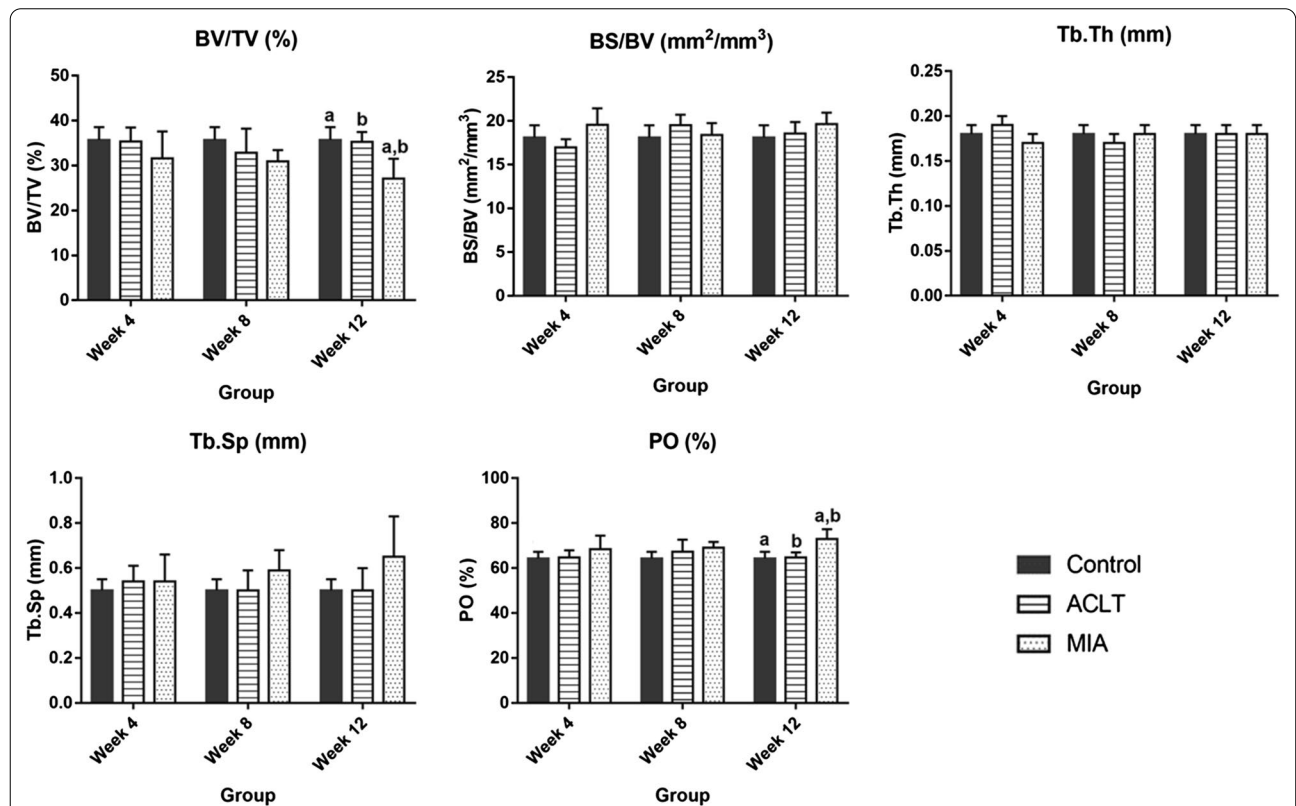 BV/TV (%)
BV/TV (%)
50
40
30
20
10
0
a
b
a,b
Week 4
Week 8
Week 12
Group
BS/BV (mm²/mm³)
BS/BV (mm²/mm³)
25
20
15
10
5
0
Week 4
Week 8
Week 12
Group
Tb.Th (mm)
Tb.Th (mm)
0.25
0.20
0.15
0.10
0.05
0.00
Week 4
Week 8
Week 12
Group
Tb.Sp (mm)
Tb.Sp (mm)
1.0
0.8
0.6
0.4
0.2
0.0
Week 4
Week 8
Week 12
Group
PO (%)
PO (%)
100
80
60
40
20
0
a
b
a,b
Week 4
Week 8
Week 12
Group
Control
ACLT
MIA